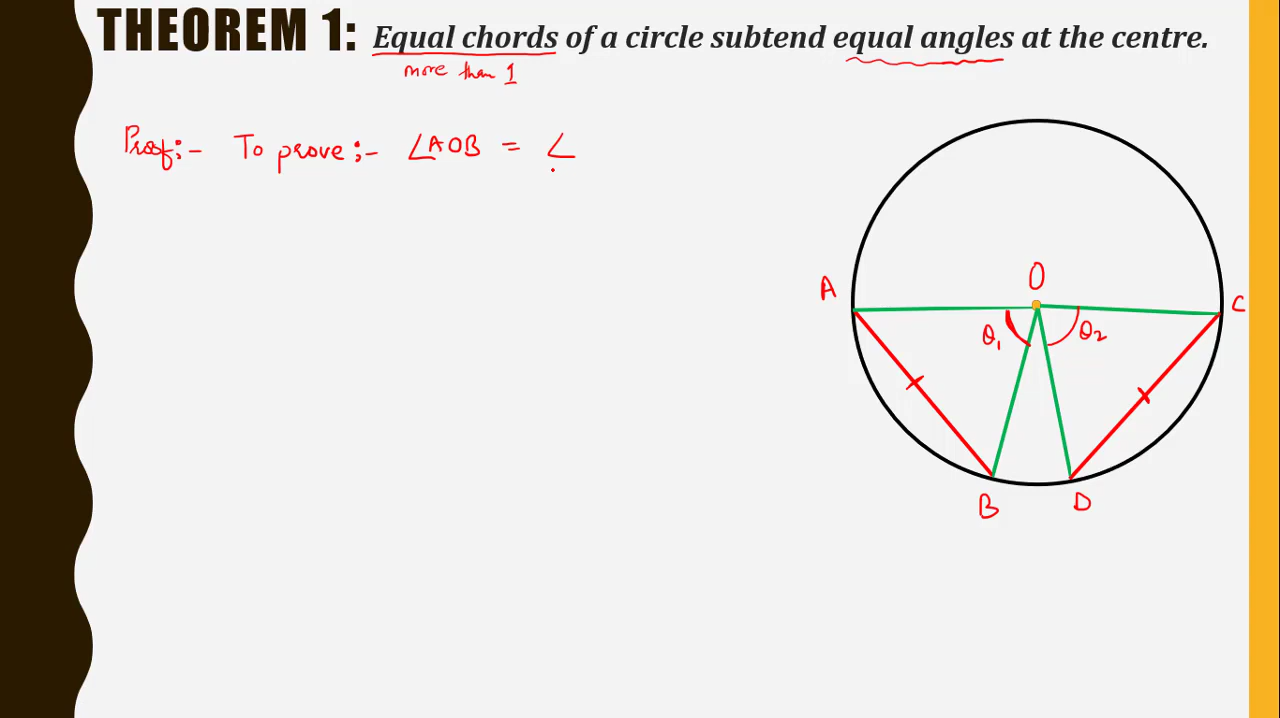 THEOREM 1: Equal chords of a circle subtend equal angles at the centre.
more than 1
Proof:- To prove:- ∠AOB = ∠
O
A
C
θ₁
θ₂
B
D